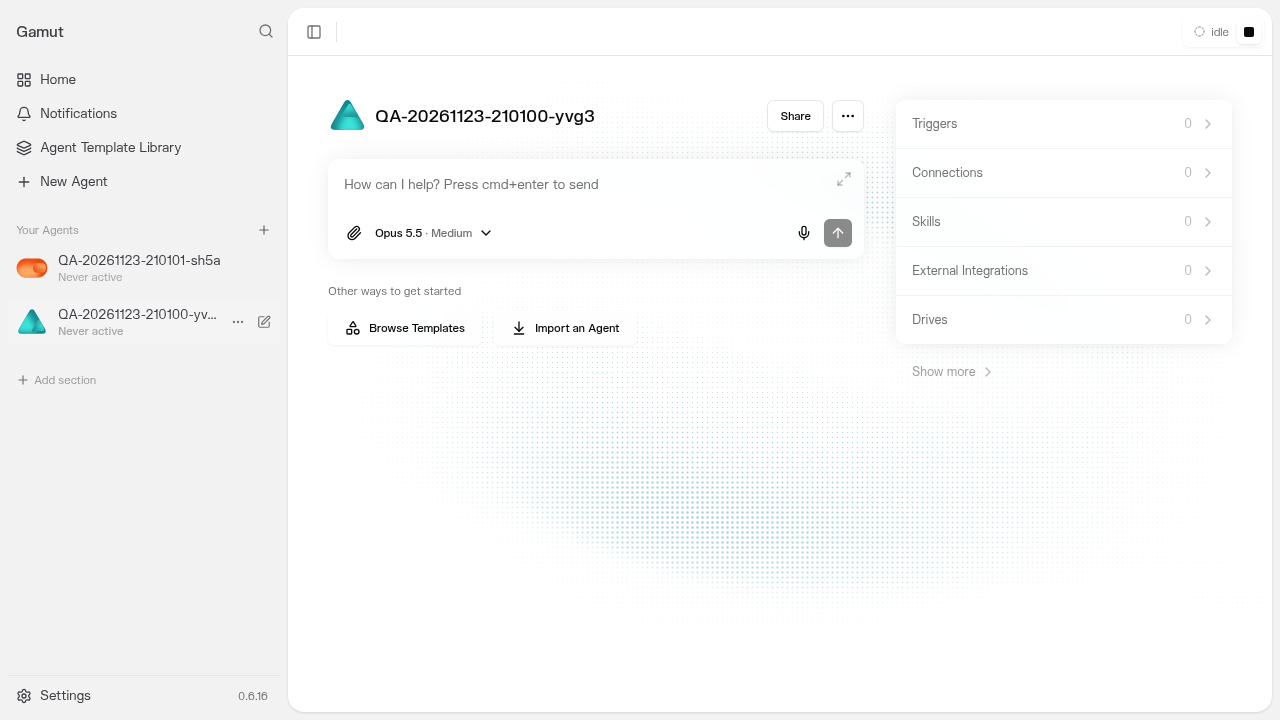 Gamut
Home
Notifications
Agent Template Library
New Agent
Your Agents
QA-20261123-210101-sh5a
Never active
QA-20261123-210100-yv...
Never active
Add section
Settings
0.6.16
idle
QA-20261123-210100-yvg3
Share
How can I help? Press cmd+enter to send
Opus 5.5 · Medium
Other ways to get started
Browse Templates
Import an Agent
Triggers 0
Connections 0
Skills 0
External Integrations 0
Drives 0
Show more